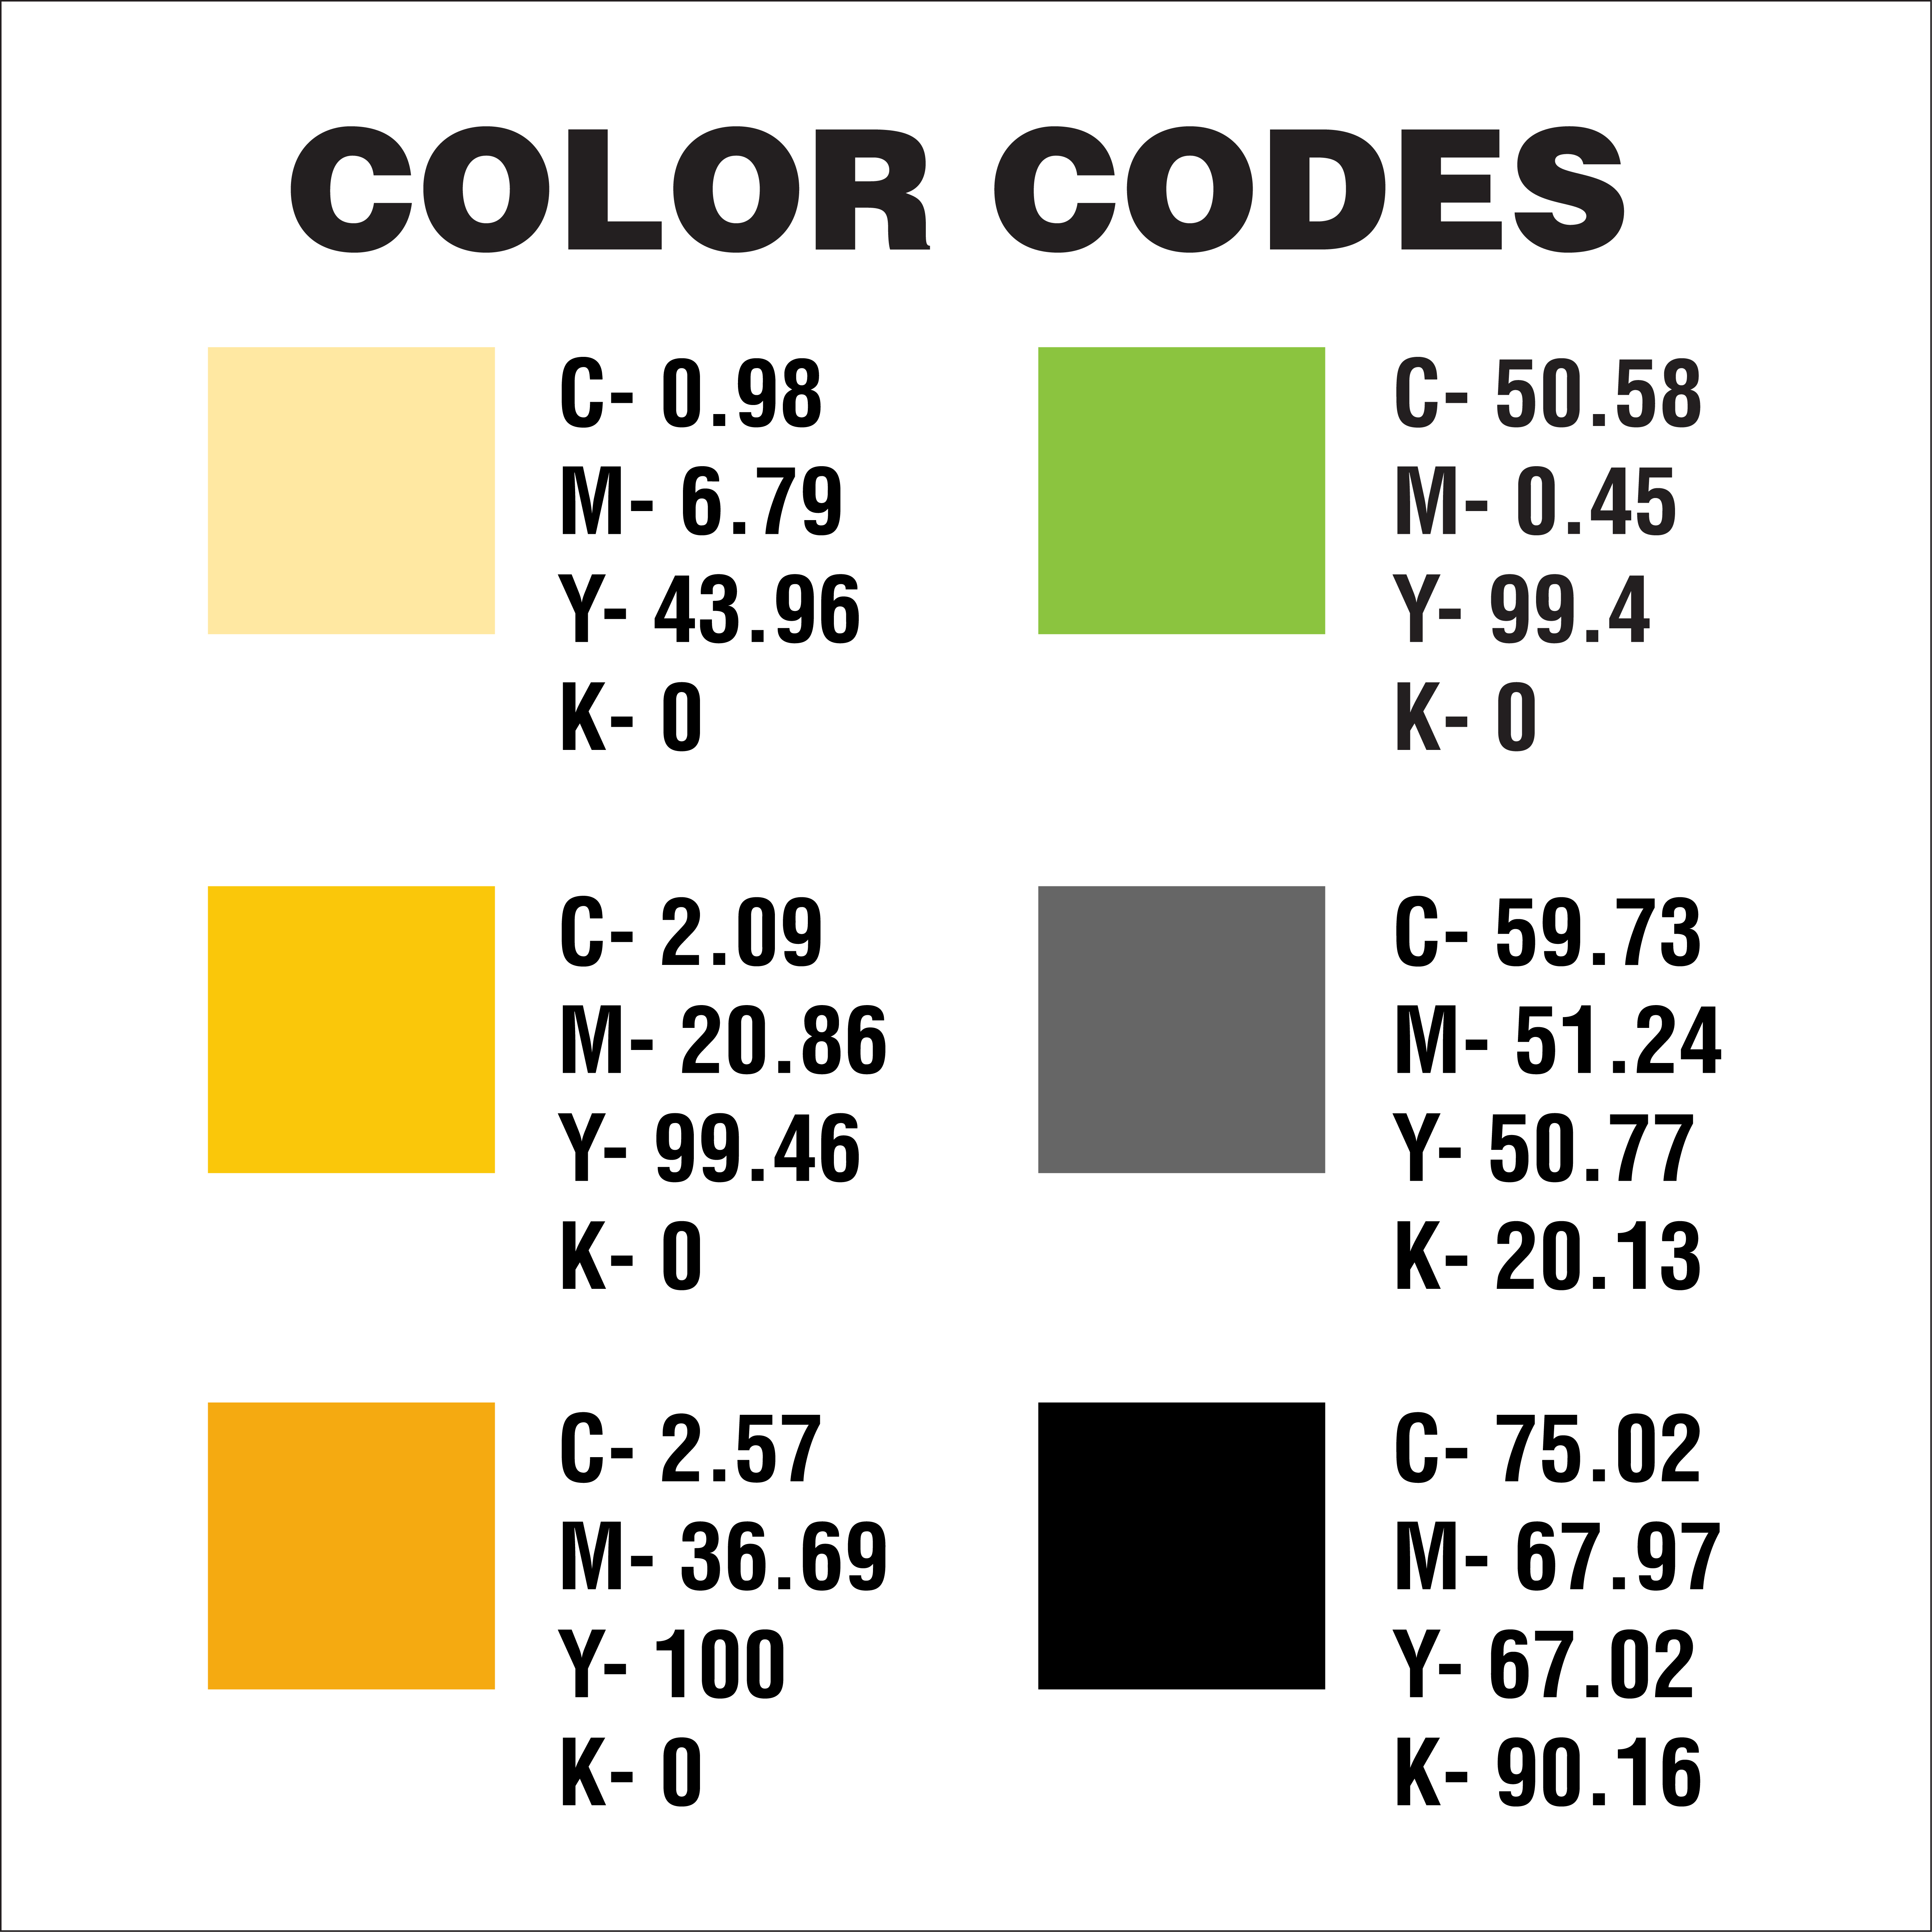 COLOR CODES
C- 0.98
M- 6.79
Y- 43.96
K- 0
C- 50.58
M- 0.45
Y- 99.4
K- 0
C- 2.09
M- 20.86
Y- 99.46
K- 0
C- 59.73
M- 51.24
Y- 50.77
K- 20.13
C- 2.57
M- 36.69
Y- 100
K- 0
C- 75.02
M- 67.97
Y- 67.02
K- 90.16